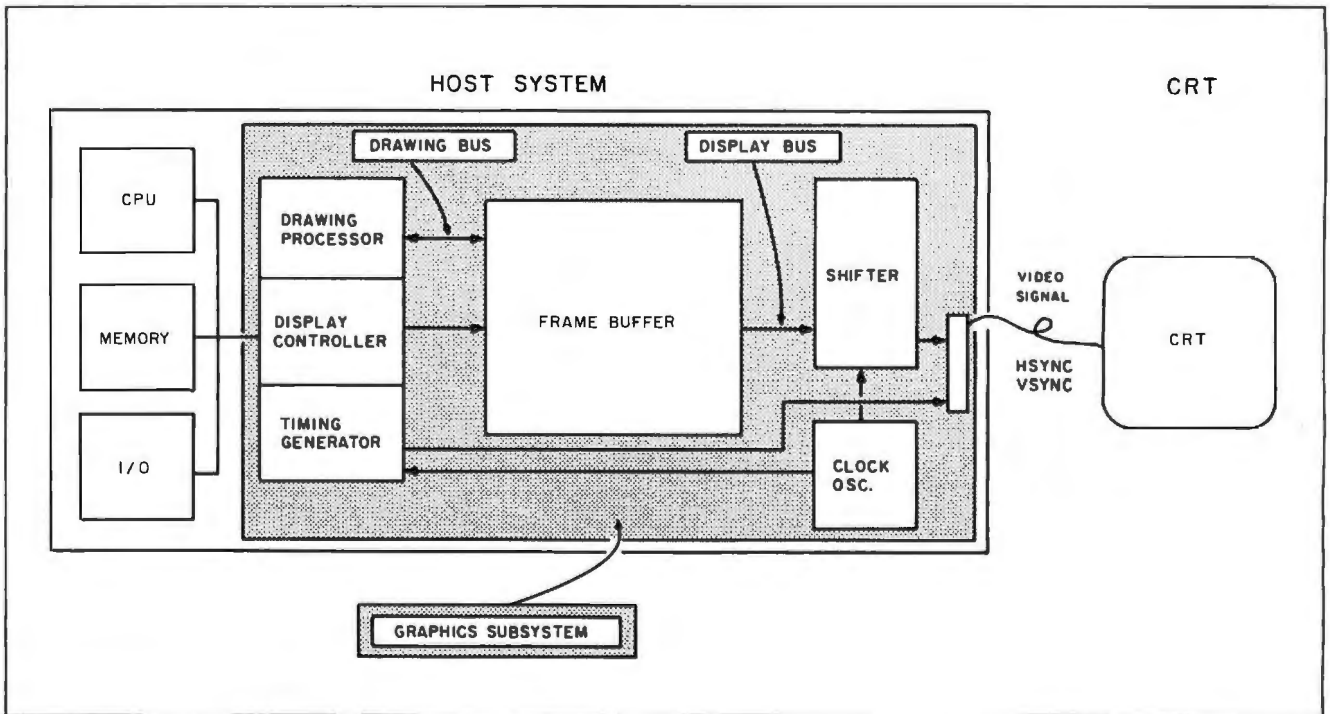 HOST SYSTEM
CRT
DRAWING BUS
DISPLAY BUS
CPU
MEMORY
I/O
DRAWING
PROCESSOR
DISPLAY
CONTROLLER
TIMING
GENERATOR
FRAME BUFFER
SHIFTER
CLOCK
OSC.
VIDEO
SIGNAL
HSYNC
VSYNC
CRT
GRAPHICS SUBSYSTEM